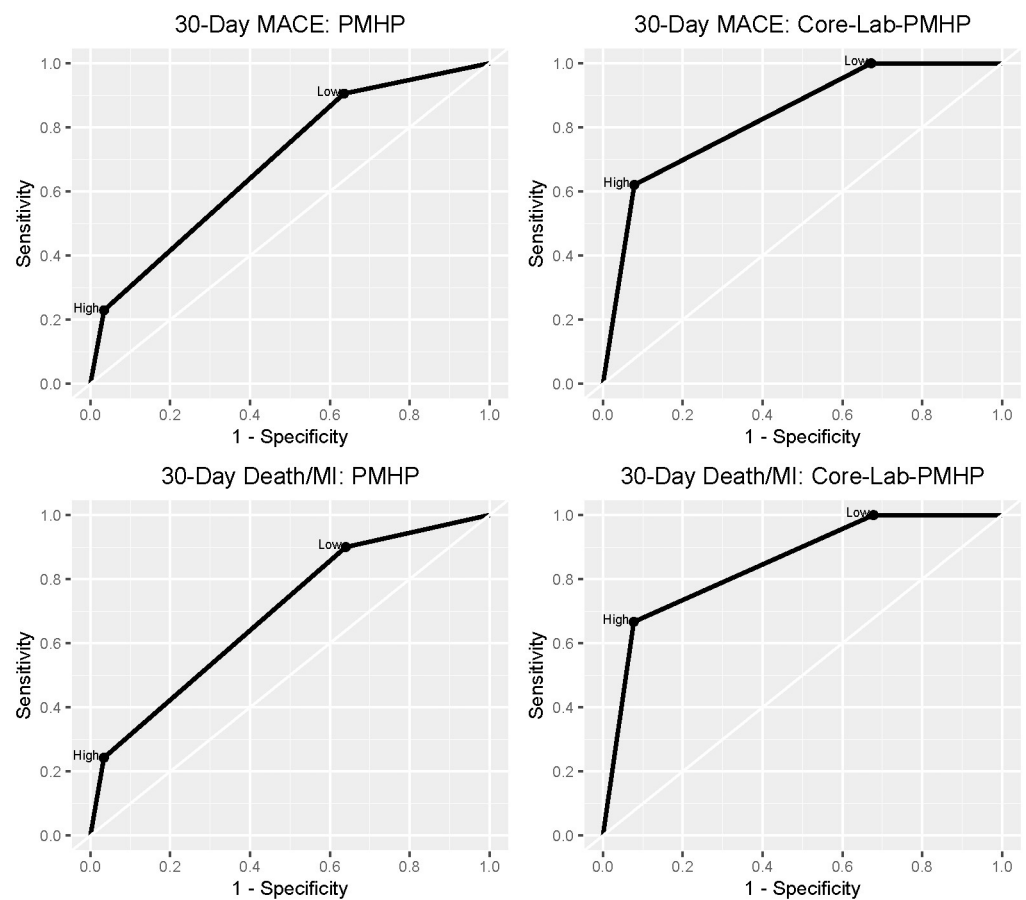 30-Day MACE: PMHP
1.0
0.8
0.6
0.4
0.2
0.0
Sensitivity
Low
High
0.0 0.2 0.4 0.6 0.8 1.0
1 - Specificity
30-Day MACE: Core-Lab-PMHP
1.0
0.8
0.6
0.4
0.2
0.0
Sensitivity
Low
High
0.0 0.2 0.4 0.6 0.8 1.0
1 - Specificity
30-Day Death/MI: PMHP
1.0
0.8
0.6
0.4
0.2
0.0
Sensitivity
Low
High
0.0 0.2 0.4 0.6 0.8 1.0
1 - Specificity
30-Day Death/MI: Core-Lab-PMHP
1.0
0.8
0.6
0.4
0.2
0.0
Sensitivity
Low
High
0.0 0.2 0.4 0.6 0.8 1.0
1 - Specificity